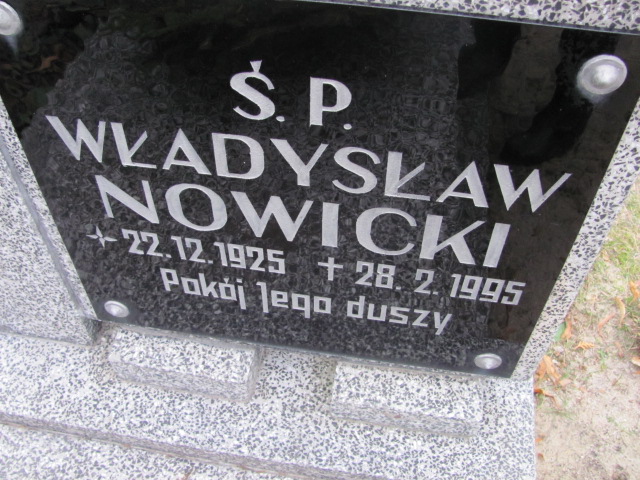 Ś. P.
WŁADYSŁAW
NOWICKI
22.12.1925 + 28.2.1995
Pokój Jego duszy